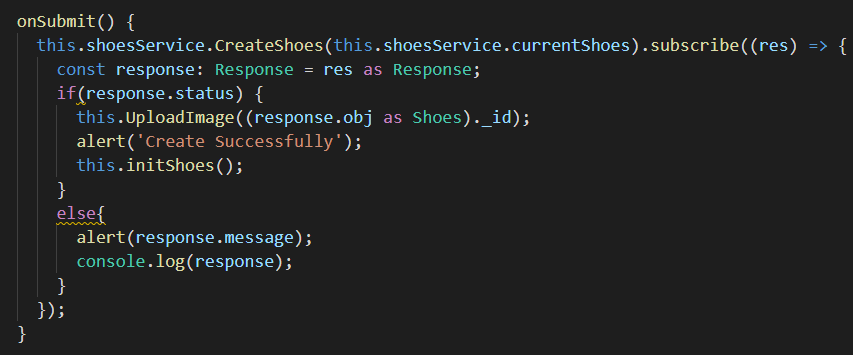 onSubmit() {
this.shoesService.CreateShoes(this.shoesService.currentShoes).subscribe((res) => {
const response: Response = res as Response;
if(response.status) {
this.UploadImage((response.obj as Shoes)._id);
alert('Create Successfully');
this.initShoes();
}
else{
alert(response.message);
console.log(response);
}
});
}